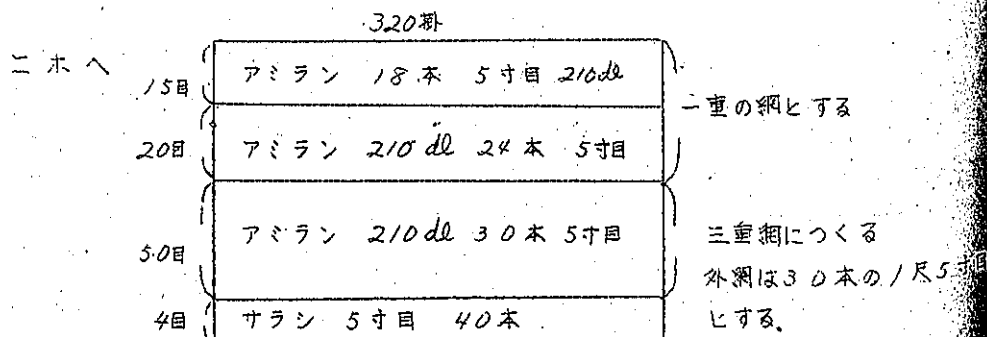 320掛
ニホヘ
15目 アミラン 18本 5寸目 210dl
一重の網とする
20目 アミラン 210dl 24本 5寸目
50目 アミラン 210dl 30本 5寸目
三重網につくる
外網は30本の1尺5寸目
とする。
4目 サラシ 5寸目 40本